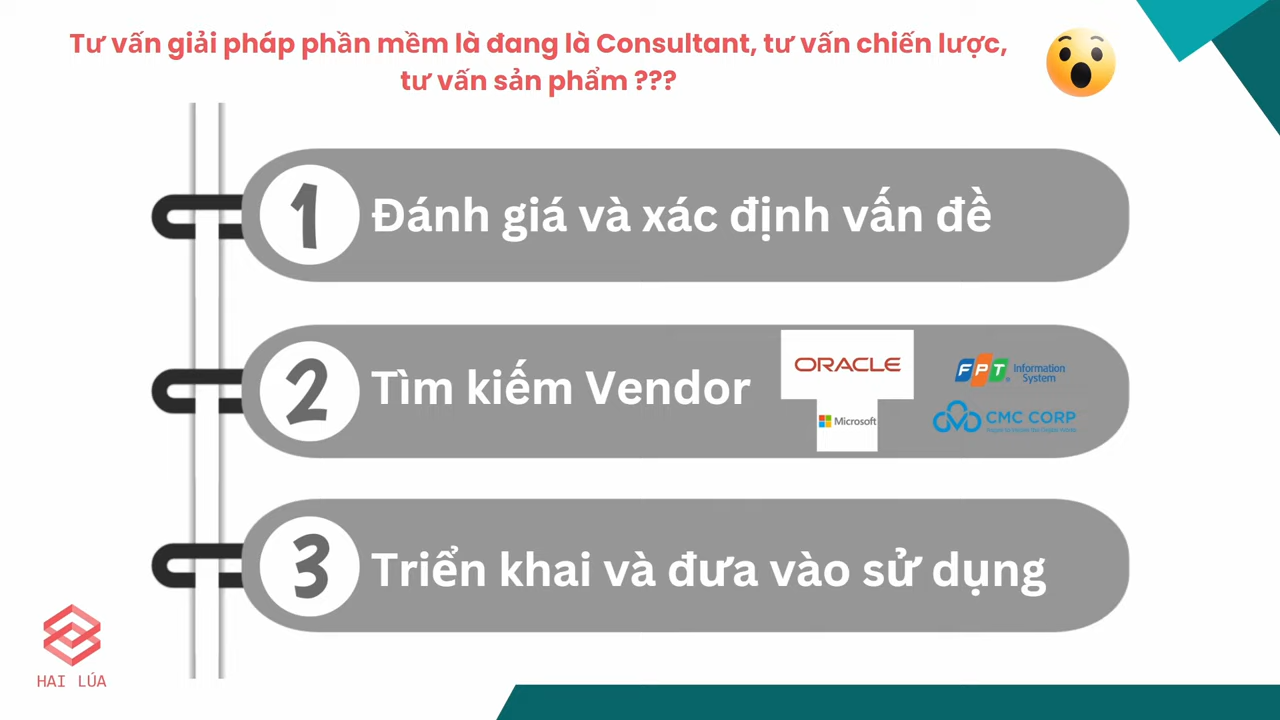 Tư vấn giải pháp phần mềm là đang là Consultant, tư vấn chiến lược,
tư vấn sản phẩm ???
1
Đánh giá và xác định vấn đề
2
Tìm kiếm Vendor
ORACLE
Microsoft
FPT
Information
System
CMC CORP
3
Triển khai và đưa vào sử dụng
HAI LÚA